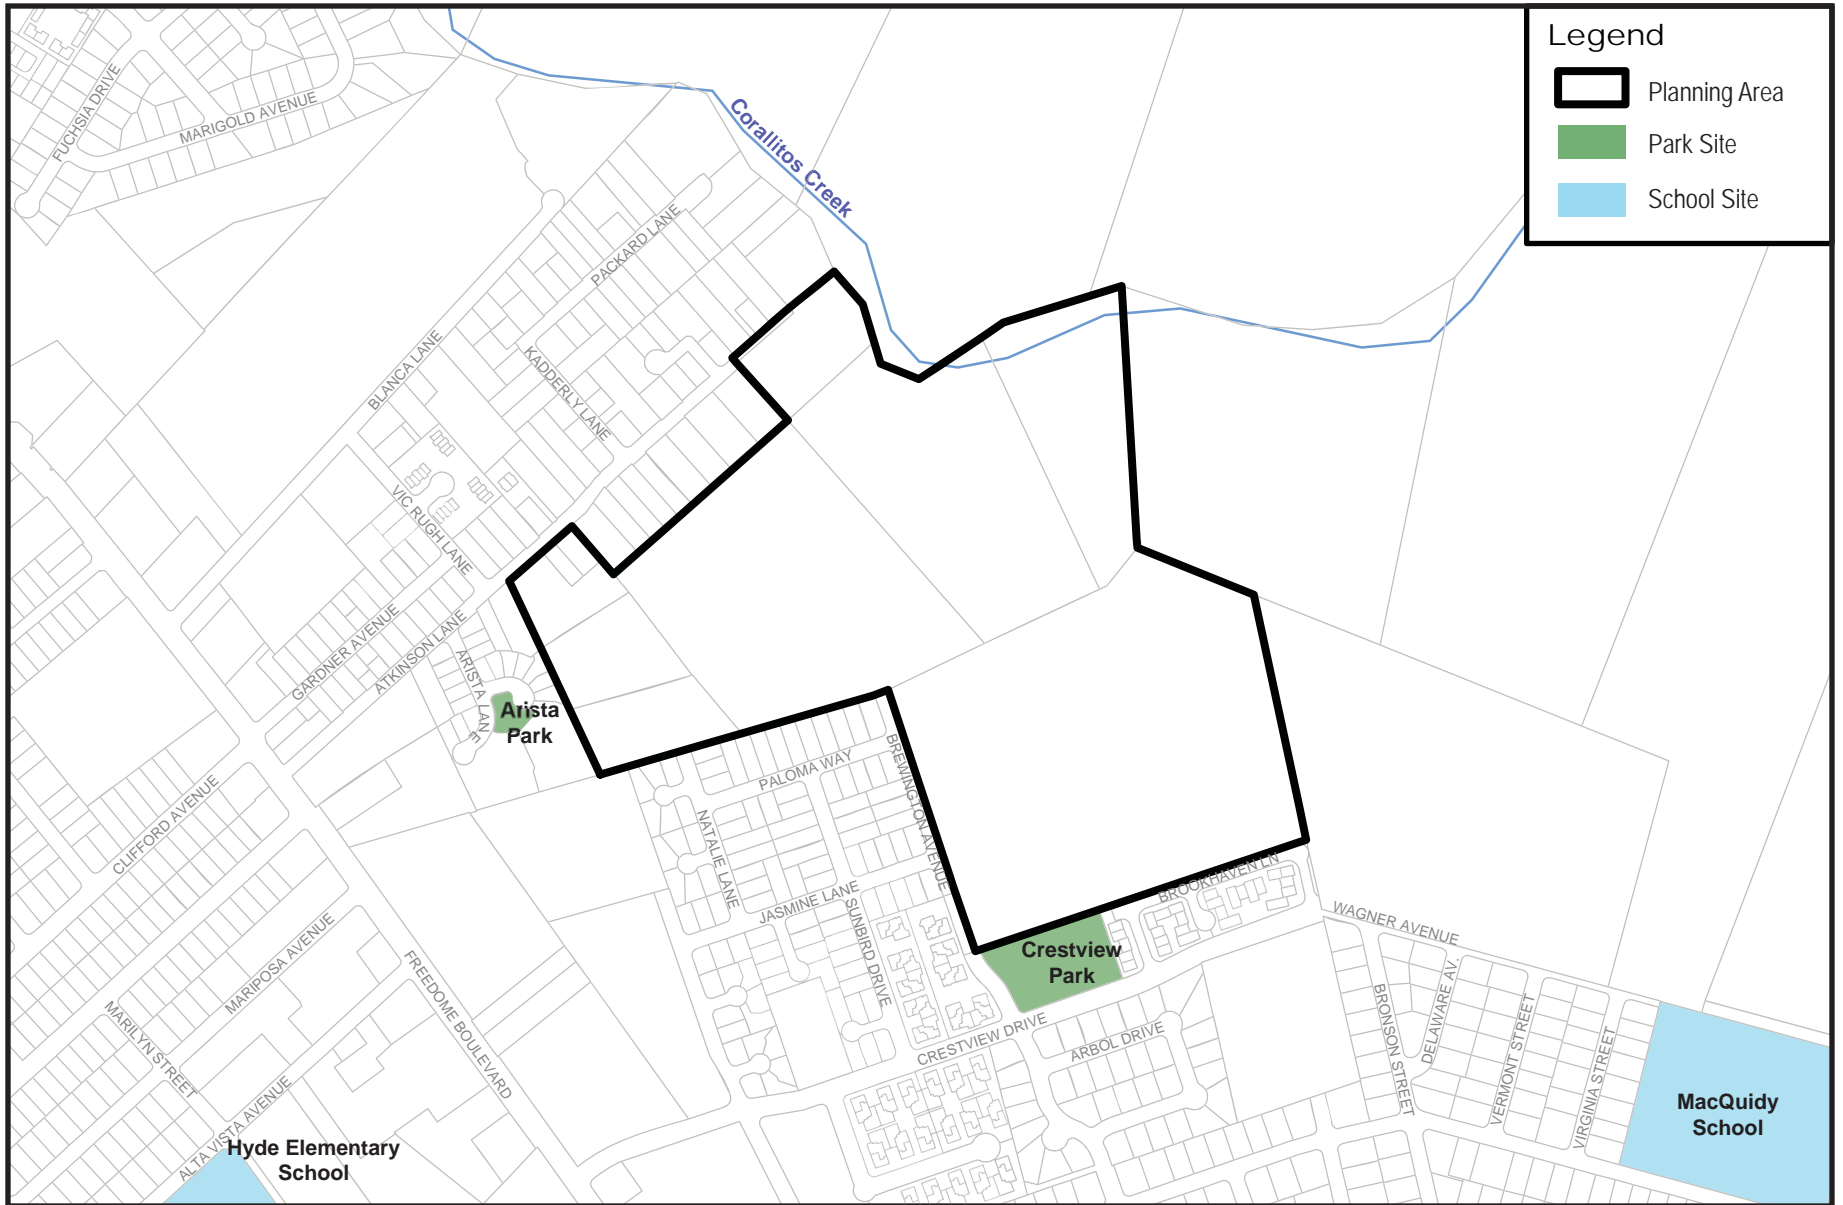 Legend
Planning Area
Park Site
School Site
FUCHSIA DRIVE
MARIGOLD AVENUE
Corallitos Creek
PACKARD LANE
BLANCA LANE
KADDERLY LANE
VIC RUGH LANE
GARDNER AVENUE
ATKINSON LANE
ARISTA LANE
Arista
Park
PALOMA WAY
BREWINGTON AVENUE
NATALIE LANE
CLIFFORD AVENUE
JASMINE LANE
SUNBIRD DRIVE
BROOKHAVEN LN
WAGNER AVENUE
Crestview
Park
MARIPOSA AVENUE
FREEDOME BOULEVARD
MARILYN STREET
CRESTVIEW DRIVE
ARBOL DRIVE
BRONSON STREET
DELAWARE AV.
VERMONT STREET
VIRGINIA STREET
ALTA VISTA AVENUE
Hyde Elementary
School
MacQuidy
School